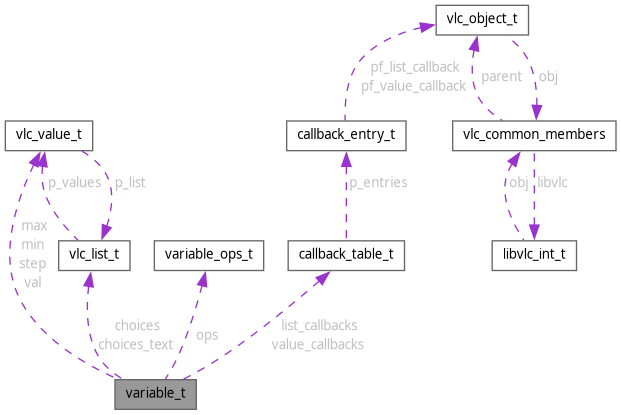 vlc_object_t
pf_list_callback
pf_value_callback
parent
obj
vlc_value_t
callback_entry_t
vlc_common_members
p_values
p_list
p_entries
obj
libvlc
max
min
step
val
vlc_list_t
variable_ops_t
callback_table_t
libvlc_int_t
choices
choices_text
ops
list_callbacks
value_callbacks
variable_t